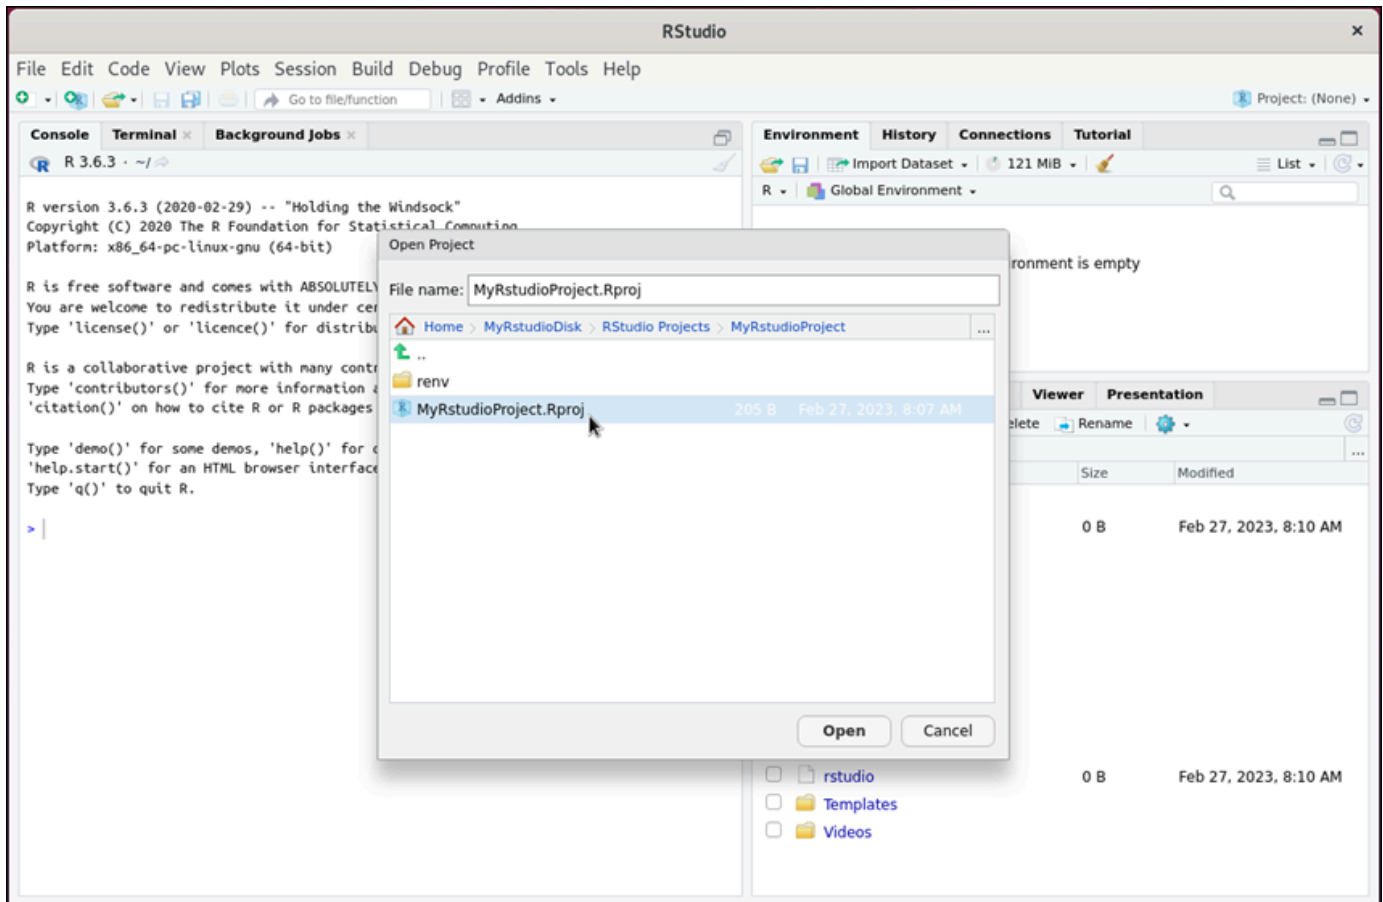 RStudio
File Edit Code View Plots Session Build Debug Profile Tools Help
Go to file/function Addins Project: (None)
Console Terminal Background Jobs
R 3.6.3 · ~/
R version 3.6.3 (2020-02-29) -- "Holding the Windsock"
Copyright (C) 2020 The R Foundation for Statistical Computing
Platform: x86_64-pc-linux-gnu (64-bit)
R is free software and comes with ABSOLUTELY
You are welcome to redistribute it under cer
Type 'license()' or 'licence()' for distribu
R is a collaborative project with many contr
Type 'contributors()' for more information a
'citation()' on how to cite R or R packages
Type 'demo()' for some demos, 'help()' for o
'help.start()' for an HTML browser interface
Type 'q()' to quit R.
>
Environment History Connections Tutorial
Import Dataset 121 MiB List
R Global Environment
ronment is empty
Open Project
File name: MyRstudioProject.Rproj
Home MyRstudioDisk RStudio Projects MyRstudioProject ...
..
renv
MyRstudioProject.Rproj 205 B Feb 27, 2023, 8:07 AM
Open Cancel
Viewer Presentation
elete Rename
...
Size Modified
0 B Feb 27, 2023, 8:10 AM
rstudio 0 B Feb 27, 2023, 8:10 AM
Templates
Videos